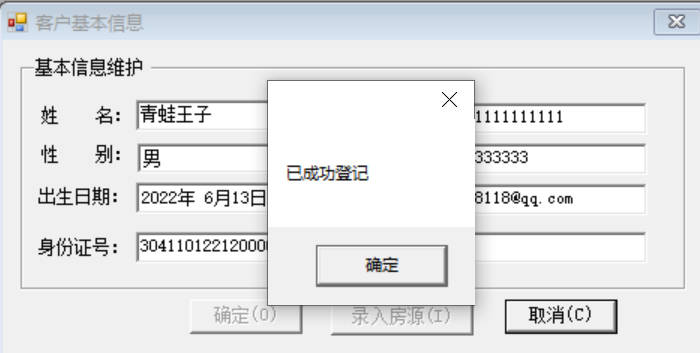 客户基本信息
基本信息维护
姓 名： 青蛙王子 1111111111
性 别： 男 333333
出生日期： 2022年 6月13日 8118@qq.com
身份证号： 30411012212000
已成功登记
确定
确定(O) 录入房源(I) 取消(C)